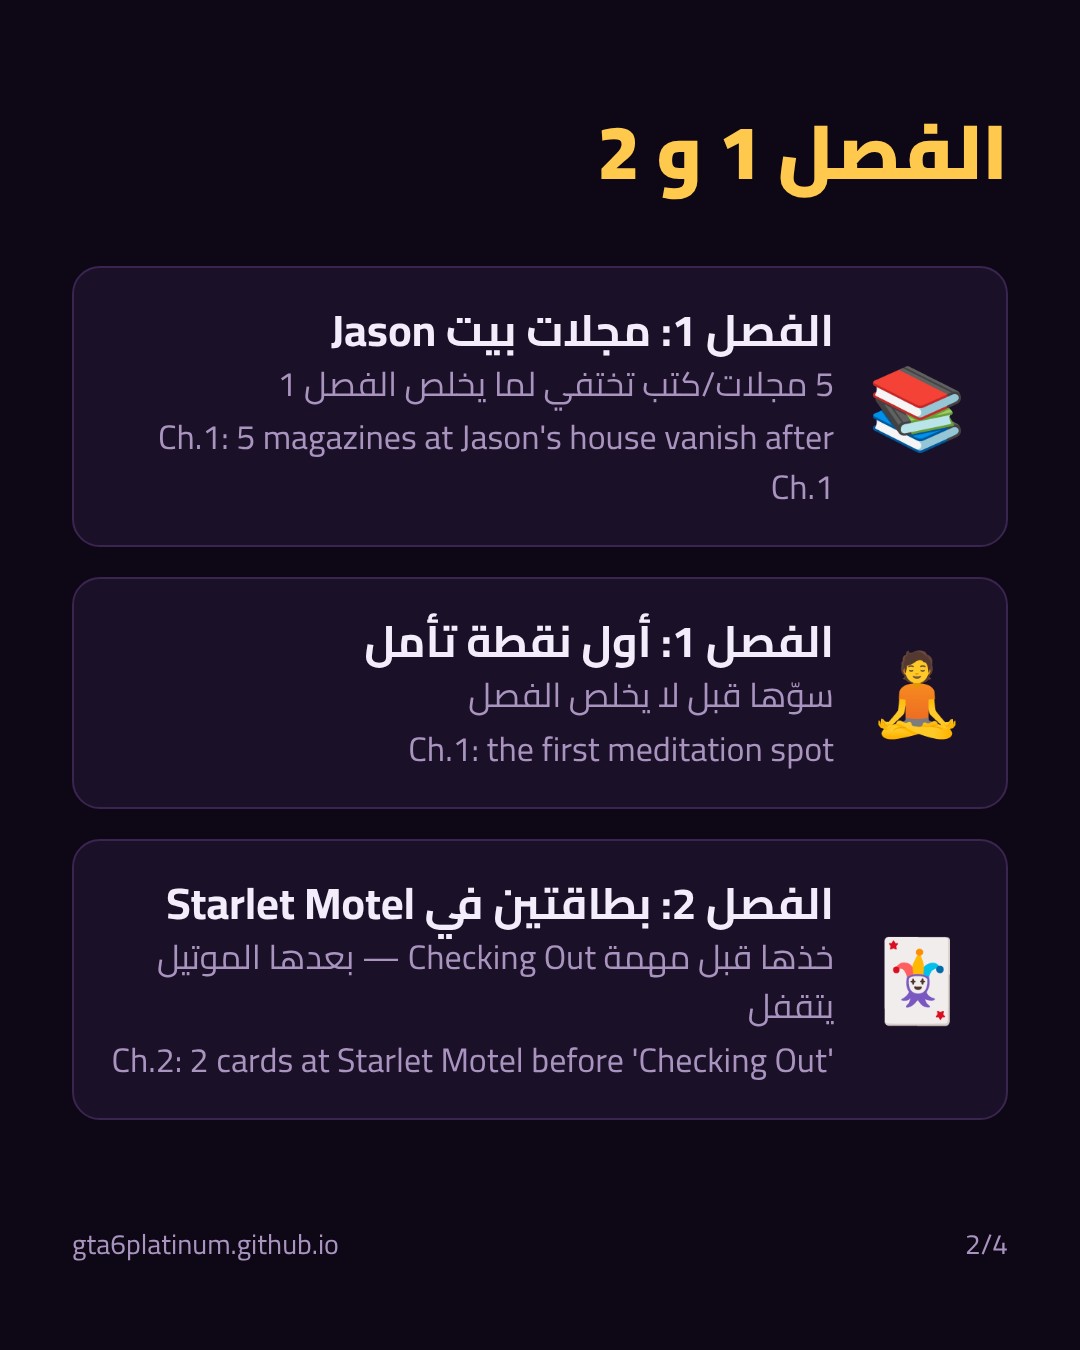 الفصل 1 و 2
الفصل 1: مجلات بيت Jason
5 مجلات/كتب تختفي لما يخلص الفصل 1
Ch.1: 5 magazines at Jason's house vanish after
Ch.1
الفصل 1: أول نقطة تأمل
سوّها قبل لا يخلص الفصل
Ch.1: the first meditation spot
الفصل 2: بطاقتين في Starlet Motel
خذها قبل مهمة Checking Out — بعدها الموتيل
يتقفل
Ch.2: 2 cards at Starlet Motel before 'Checking Out'
gta6platinum.github.io
2/4